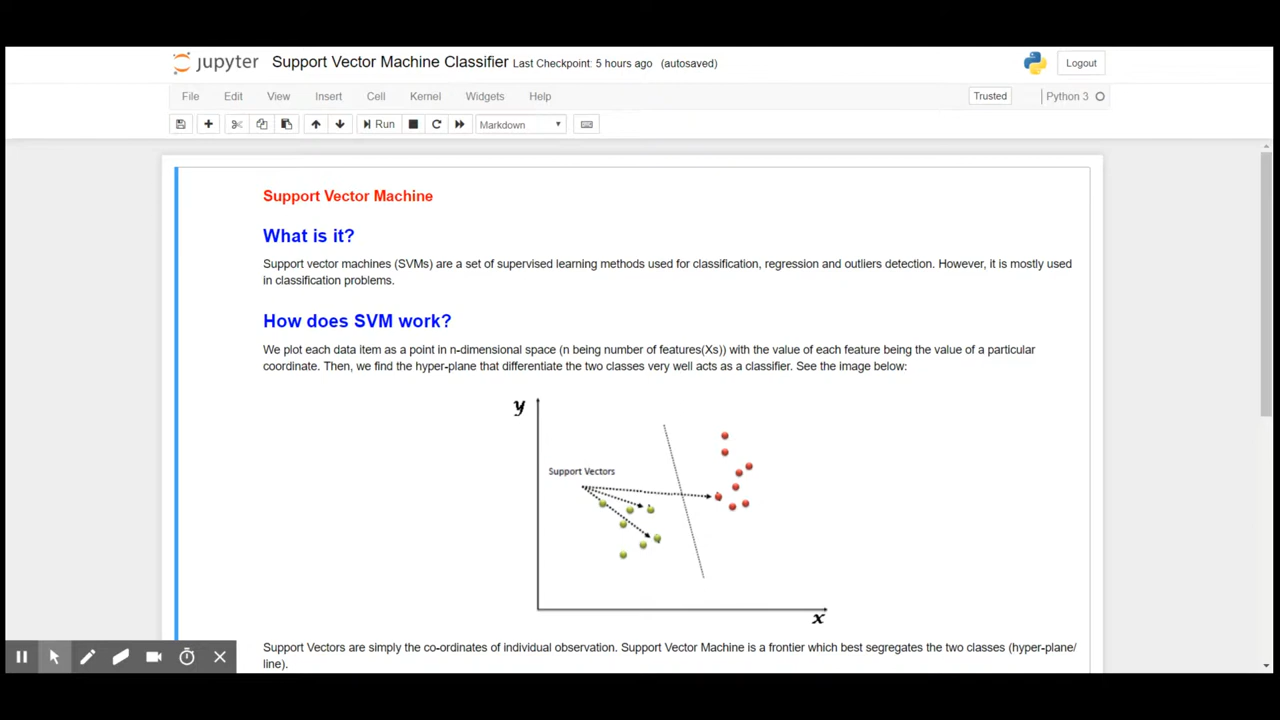 jupyter Support Vector Machine Classifier Last Checkpoint: 5 hours ago (autosaved) Logout
File Edit View Insert Cell Kernel Widgets Help Trusted Python 3
Run Markdown
Support Vector Machine
What is it?
Support vector machines (SVMs) are a set of supervised learning methods used for classification, regression and outliers detection. However, it is mostly used
in classification problems.
How does SVM work?
We plot each data item as a point in n-dimensional space (n being number of features(Xs)) with the value of each feature being the value of a particular
coordinate. Then, we find the hyper-plane that differentiate the two classes very well acts as a classifier. See the image below:
y
Support Vectors
x
Support Vectors are simply the co-ordinates of individual observation. Support Vector Machine is a frontier which best segregates the two classes (hyper-plane/
line).